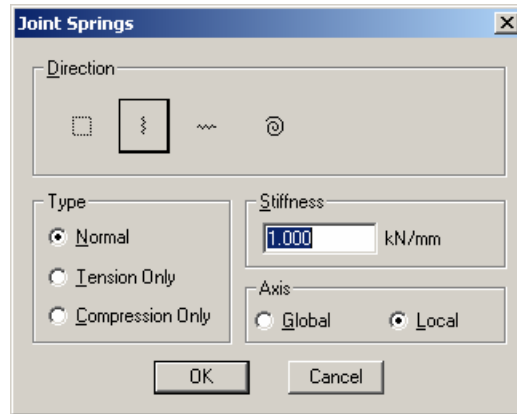 Joint Springs
Direction
Type
Normal
Tension Only
Compression Only
Stiffness
1.000 kN/mm
Axis
Global Local
OK Cancel